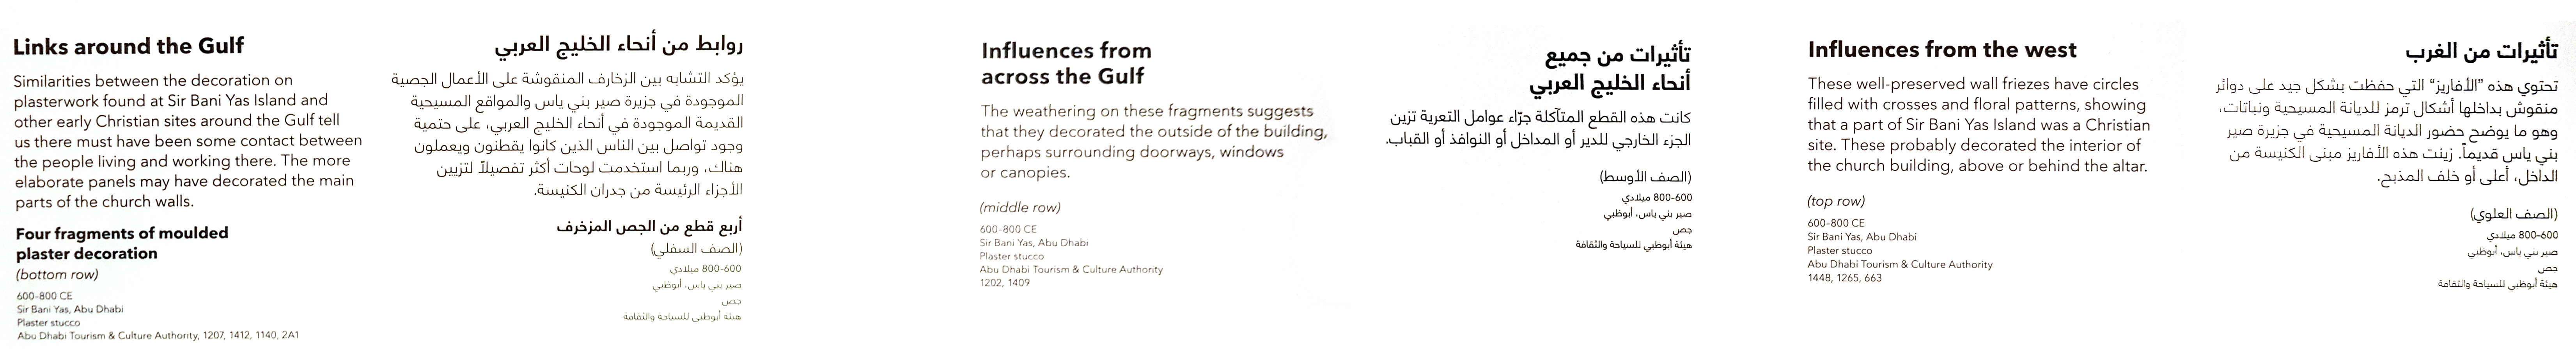 Links around the Gulf
Similarities between the decoration on
plasterwork found at Sir Bani Yas Island and
other early Christian sites around the Gulf tell
us there must have been some contact between
the people living and working there. The more
elaborate panels may have decorated the main
parts of the church walls.
Four fragments of moulded
plaster decoration
(bottom row)
600-800 CE
Sir Bani Yas, Abu Dhabi
Plaster stucco
Abu Dhabi Tourism & Culture Authority, 1207, 1412, 1140, 2A1
روابط من أنحاء الخليج العربي
يؤكد التشابه بين الزخارف المنقوشة على الأعمال الجصية
الموجودة في جزيرة صير بني ياس والمواقع المسيحية
القديمة الموجودة في أنحاء الخليج العربي، على حتمية
وجود تواصل بين الناس الذين كانوا يقطنون ويعملون
هناك، وربما استخدمت لوحات أكثر تفصيلاً لتزيين
الأجزاء الرئيسة من جدران الكنيسة.
أربع قطع من الجص المزخرف
(الصف السفلي)
800-600 ميلادي
صير بني ياس، أبوظبي
جص
هيئة أبوظبي للسياحة والثقافة
Influences from
across the Gulf
The weathering on these fragments suggests
that they decorated the outside of the building,
perhaps surrounding doorways, windows
or canopies.
(middle row)
600-800 CE
Sir Bani Yas, Abu Dhabi
Plaster stucco
Abu Dhabi Tourism & Culture Authority
1202, 1409
تأثيرات من جميع
أنحاء الخليج العربي
كانت هذه القطع المتآكلة جرّاء عوامل التعرية تزين
الجزء الخارجي للدير أو المداخل أو النوافذ أو القباب.
(الصف الأوسط)
800-600 ميلادي
صير بني ياس، أبوظبي
جص
هيئة أبوظبي للسياحة والثقافة
Influences from the west
These well-preserved wall friezes have circles
filled with crosses and floral patterns, showing
that a part of Sir Bani Yas Island was a Christian
site. These probably decorated the interior of
the church building, above or behind the altar.
(top row)
600-800 CE
Sir Bani Yas, Abu Dhabi
Plaster stucco
Abu Dhabi Tourism & Culture Authority
1448, 1265, 663
تأثيرات من الغرب
تحتوي هذه "الأفاريز" التي حفظت بشكل جيد على دوائر
منقوش بداخلها أشكال ترمز للديانة المسيحية ونباتات،
وهو ما يوضح حضور الديانة المسيحية في جزيرة صير
بني ياس قديماً. زينت هذه الأفاريز مبنى الكنيسة من
الداخل، أعلى أو خلف المذبح.
(الصف العلوي)
800-600 ميلادي
صير بني ياس، أبوظبي
جص
هيئة أبوظبي للسياحة والثقافة